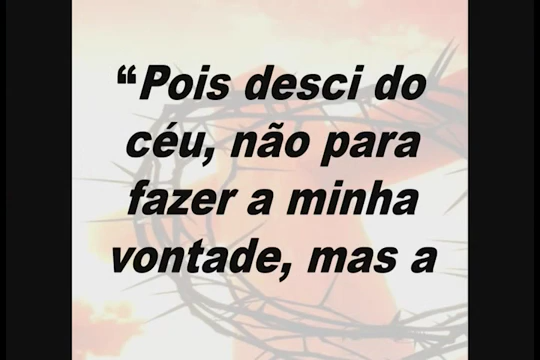 “Pois desci do
céu, não para
fazer a minha
vontade, mas a